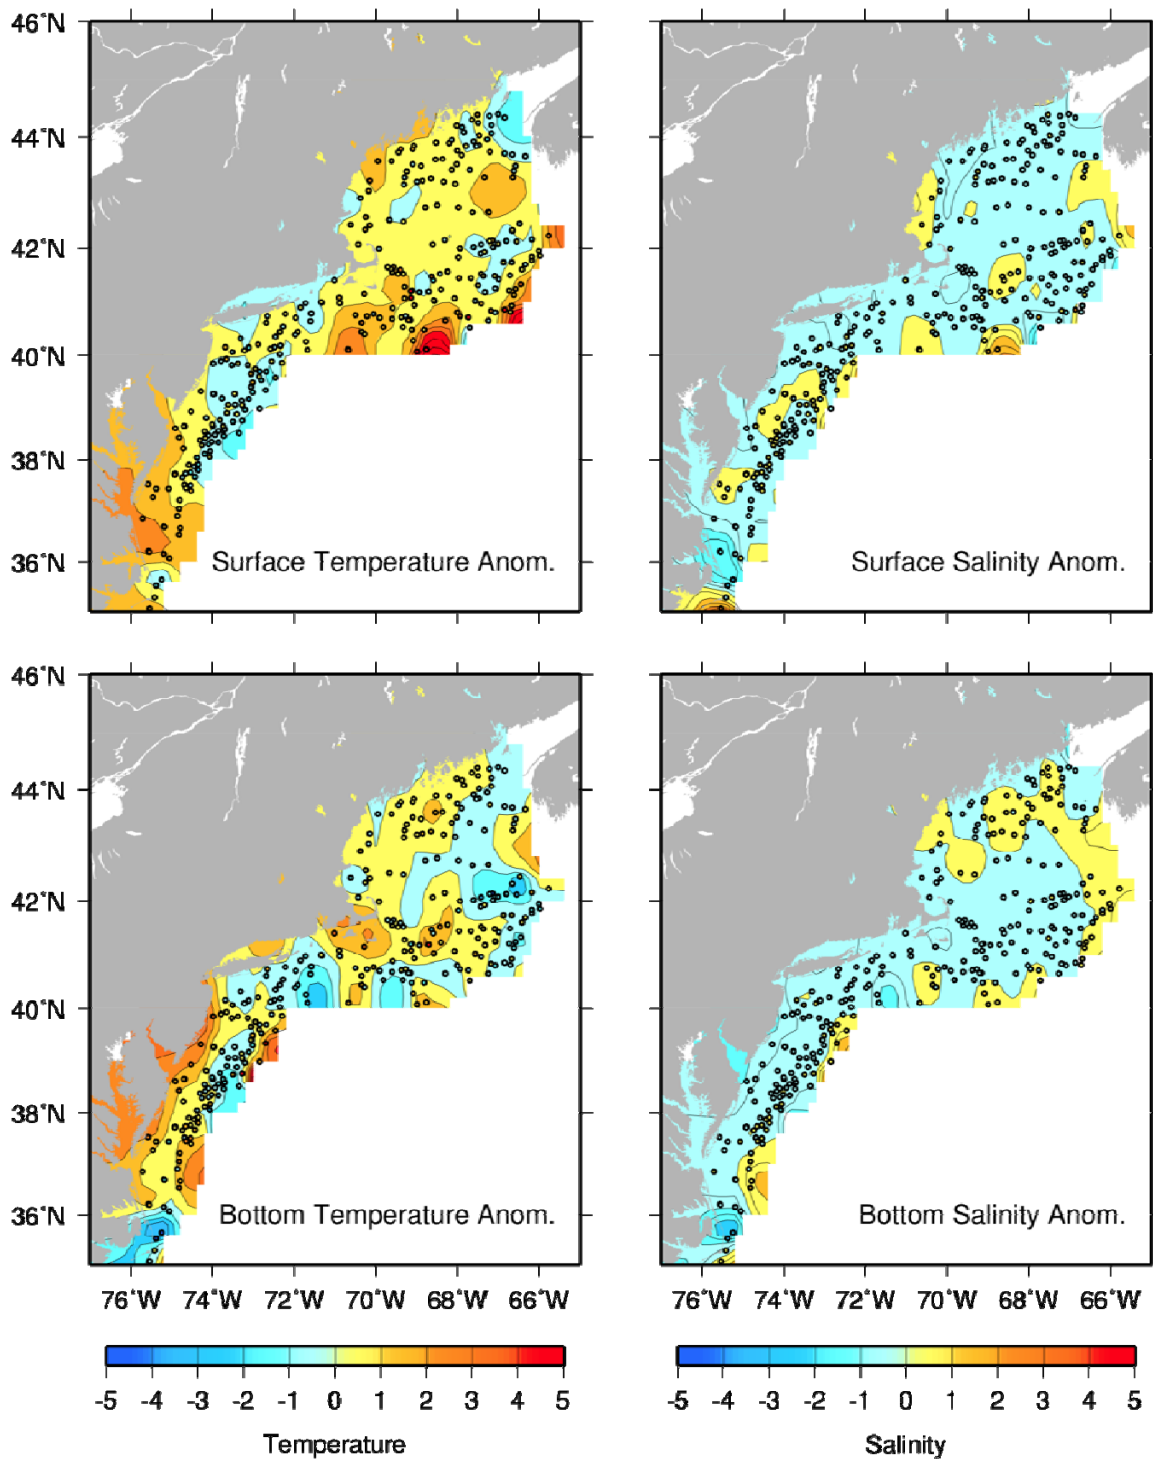 46°N
44°N
42°N
40°N
38°N
36°N
Surface Temperature Anom.
Surface Salinity Anom.
46°N
44°N
42°N
40°N
38°N
36°N
Bottom Temperature Anom.
Bottom Salinity Anom.
76°W 74°W 72°W 70°W 68°W 66°W
76°W 74°W 72°W 70°W 68°W 66°W
-5 -4 -3 -2 -1 0 1 2 3 4 5
-5 -4 -3 -2 -1 0 1 2 3 4 5
Temperature
Salinity